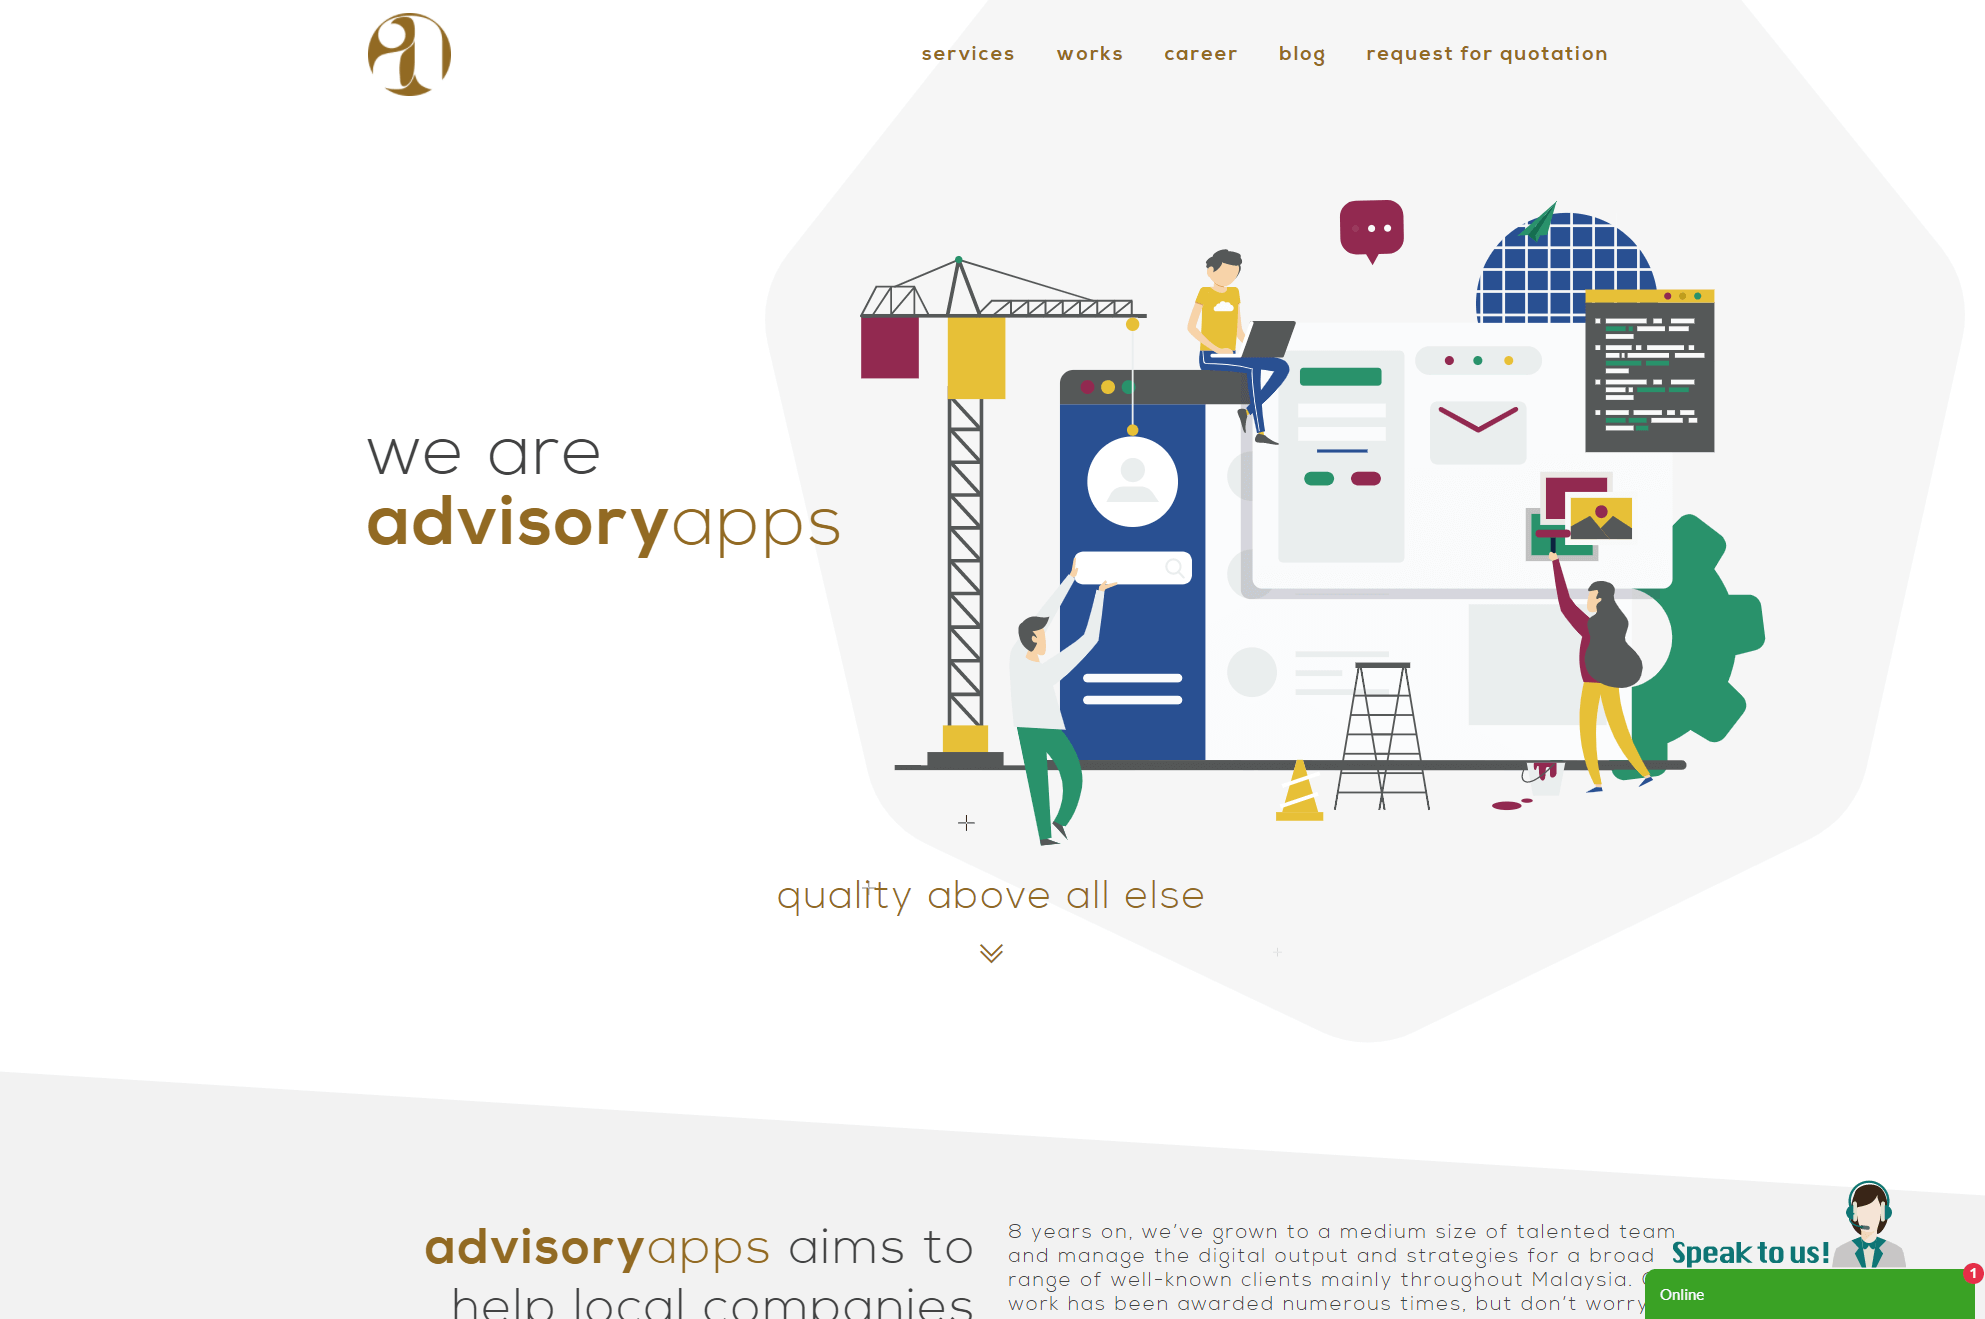 services works career blog request for quotation
we are
advisoryapps
quality above all else
advisoryapps aims to
help local companies
8 years on, we've grown to a medium size of talented team
and manage the digital output and strategies for a broad
range of well-known clients mainly throughout Malaysia.
work has been awarded numerous times, but don't worry
Speak to us!
1
Online